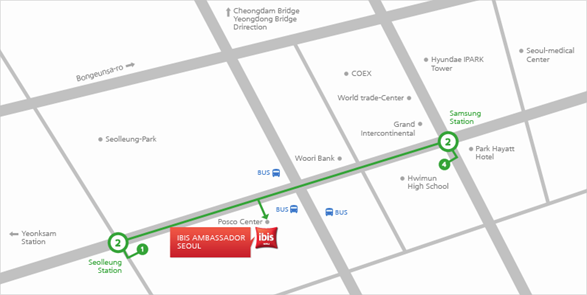 Cheongdam Bridge
Yeongdong Bridge
Drirection
Bongeunsa-ro
COEX
Hyundae IPARK
Tower
Seoul-medical
Center
World trade-Center
Samsung
Station
Grand
Intercontinental
2
Seolleung-Park
Woori Bank
Park Hayatt
Hotel
4
BUS
Hwimun
High School
BUS
BUS
Posco Center
Yeonksam
Station
2
1
IBIS AMBASSADOR
SEOUL
ibis
Seolleung
Station